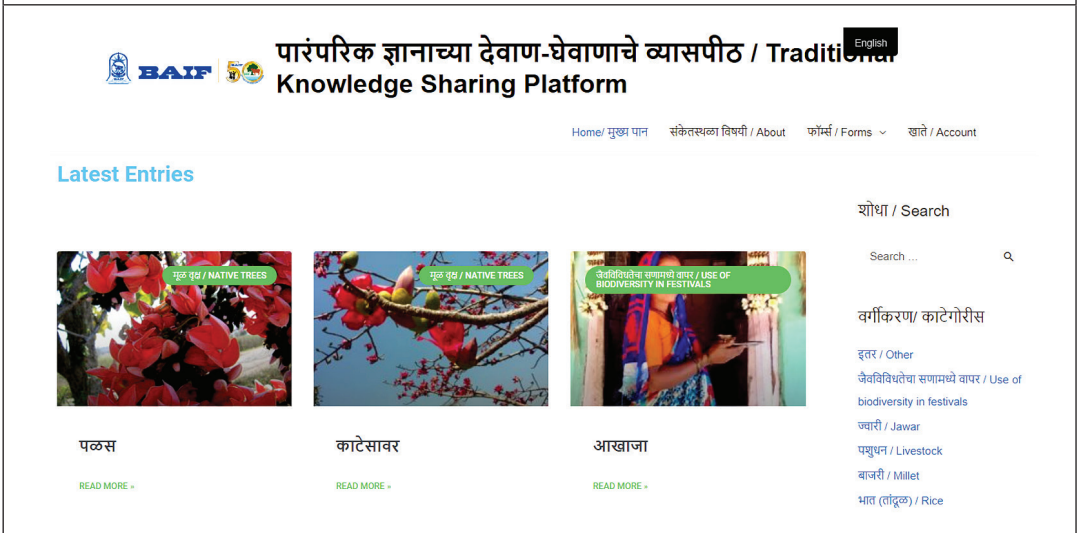 English
BAIF
BAIF
50
पारंपरिक ज्ञानाच्या देवाण-घेवाणाचे व्यासपीठ / Traditional
Knowledge Sharing Platform
Home/ मुख्य पान संकेतस्थळा विषयी / About फॉर्म्स / Forms खाते / Account
Latest Entries
मूळ वृक्ष / NATIVE TREES
पळस
READ MORE »
मूळ वृक्ष / NATIVE TREES
काटेसावर
READ MORE »
जैवविविधतेचा सणामध्ये वापर / USE OF
BIODIVERSITY IN FESTIVALS
आखाजा
READ MORE »
शोधा / Search
Search ...
वर्गीकरण/ काटेगोरीस
इतर / Other
जैवविविधतेचा सणामध्ये वापर / Use of
biodiversity in festivals
ज्वारी / Jawar
पशुधन / Livestock
बाजरी / Millet
भात (तांदूळ) / Rice